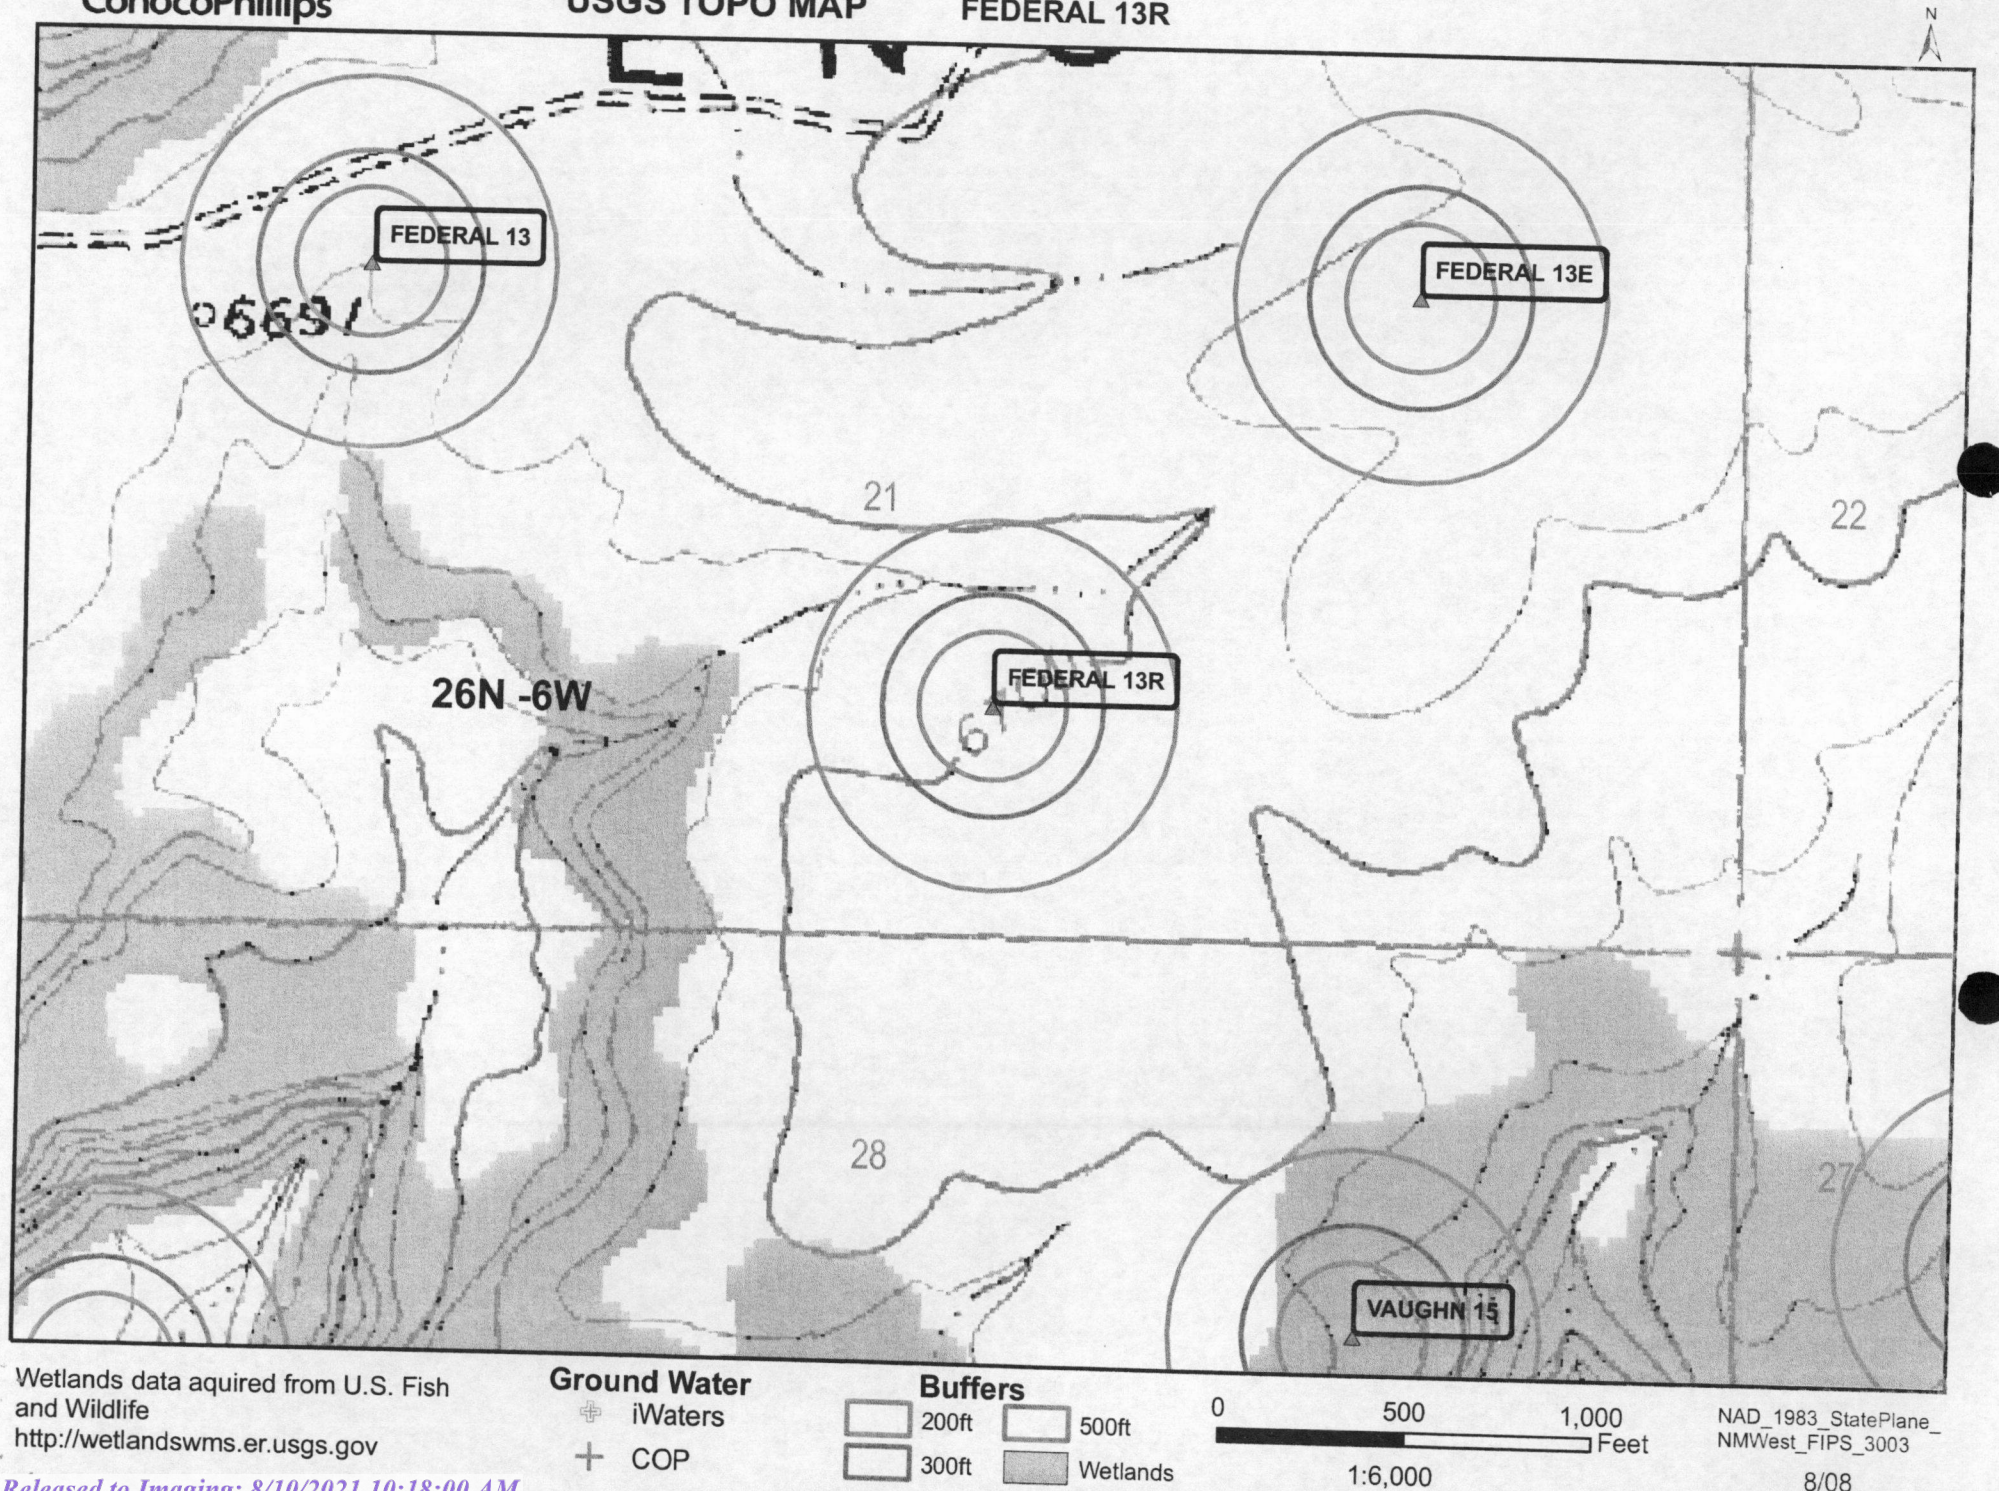 ConocoPhillips
USGS TOPO MAP
FEDERAL 13R
N
L N G
FEDERAL 13
FEDERAL 13E
6697
21
22
FEDERAL 13R
26N -6W
28
27
VAUGHN 15
Wetlands data aquired from U.S. Fish
and Wildlife
http://wetlandswms.er.usgs.gov
Ground Water
iWaters
COP
Buffers
200ft
500ft
300ft
Wetlands
0 500 1,000
Feet
1:6,000
NAD_1983_StatePlane_
NMWest_FIPS_3003
8/08
Released to Imaging: 8/10/2021 10:18:00 AM